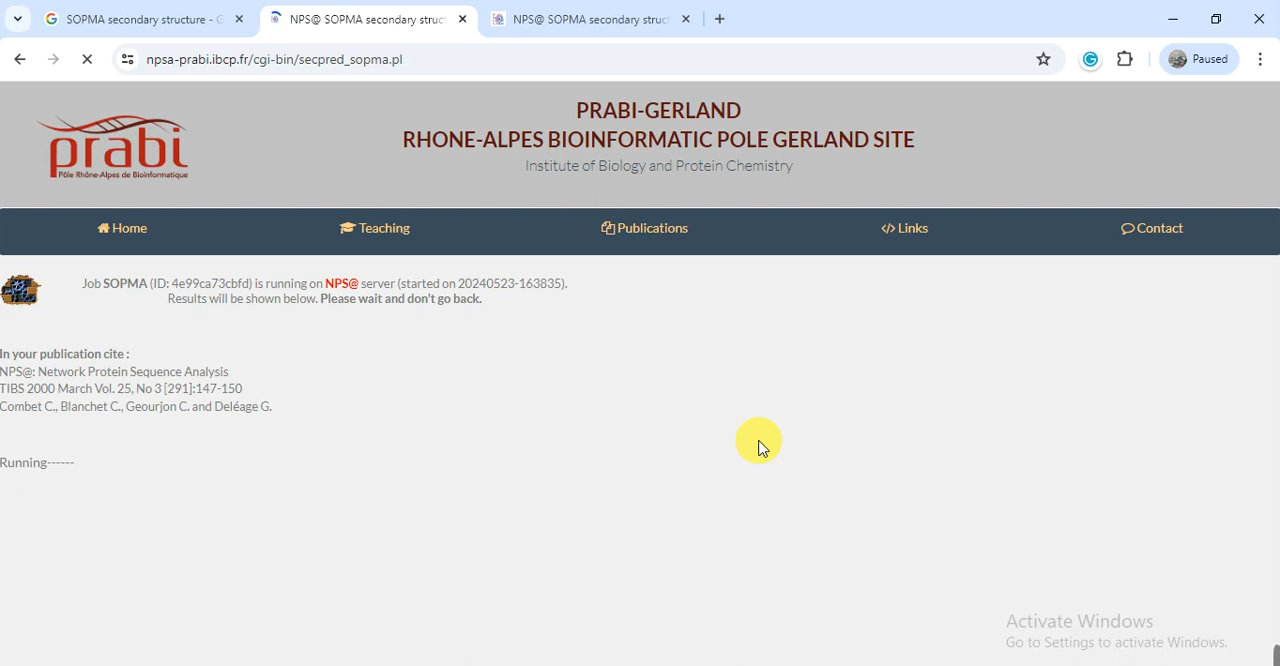 SOPMA secondary structure - G
NPS@ SOPMA secondary struct
NPS@ SOPMA secondary struct
npsa-prabi.ibcp.fr/cgi-bin/secpred_sopma.pl
Paused
prabi
Pôle Rhône-Alpes de Bioinformatique
PRABI-GERLAND
RHONE-ALPES BIOINFORMATIC POLE GERLAND SITE
Institute of Biology and Protein Chemistry
Home
Teaching
Publications
Links
Contact
Job SOPMA (ID: 4e99ca73cbfd) is running on NPS@ server (started on 20240523-163835).
Results will be shown below. Please wait and don't go back.
In your publication cite :
NPS@: Network Protein Sequence Analysis
TIBS 2000 March Vol. 25, No 3 [291]:147-150
Combet C., Blanchet C., Geourjon C. and Deléage G.
Running------
Activate Windows
Go to Settings to activate Windows.